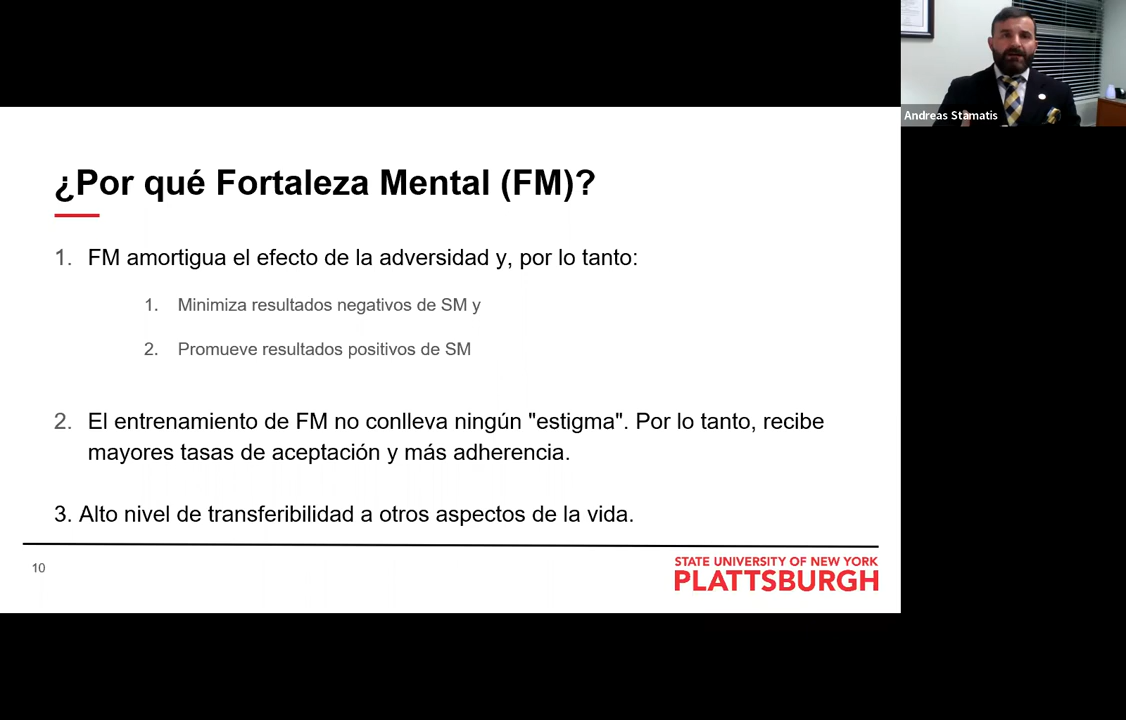 Andreas Stamatis
¿Por qué Fortaleza Mental (FM)?
1. FM amortigua el efecto de la adversidad y, por lo tanto:
1. Minimiza resultados negativos de SM y
2. Promueve resultados positivos de SM
2. El entrenamiento de FM no conlleva ningún "estigma". Por lo tanto, recibe
mayores tasas de aceptación y más adherencia.
3. Alto nivel de transferibilidad a otros aspectos de la vida.
10
STATE UNIVERSITY OF NEW YORK
PLATTSBURGH